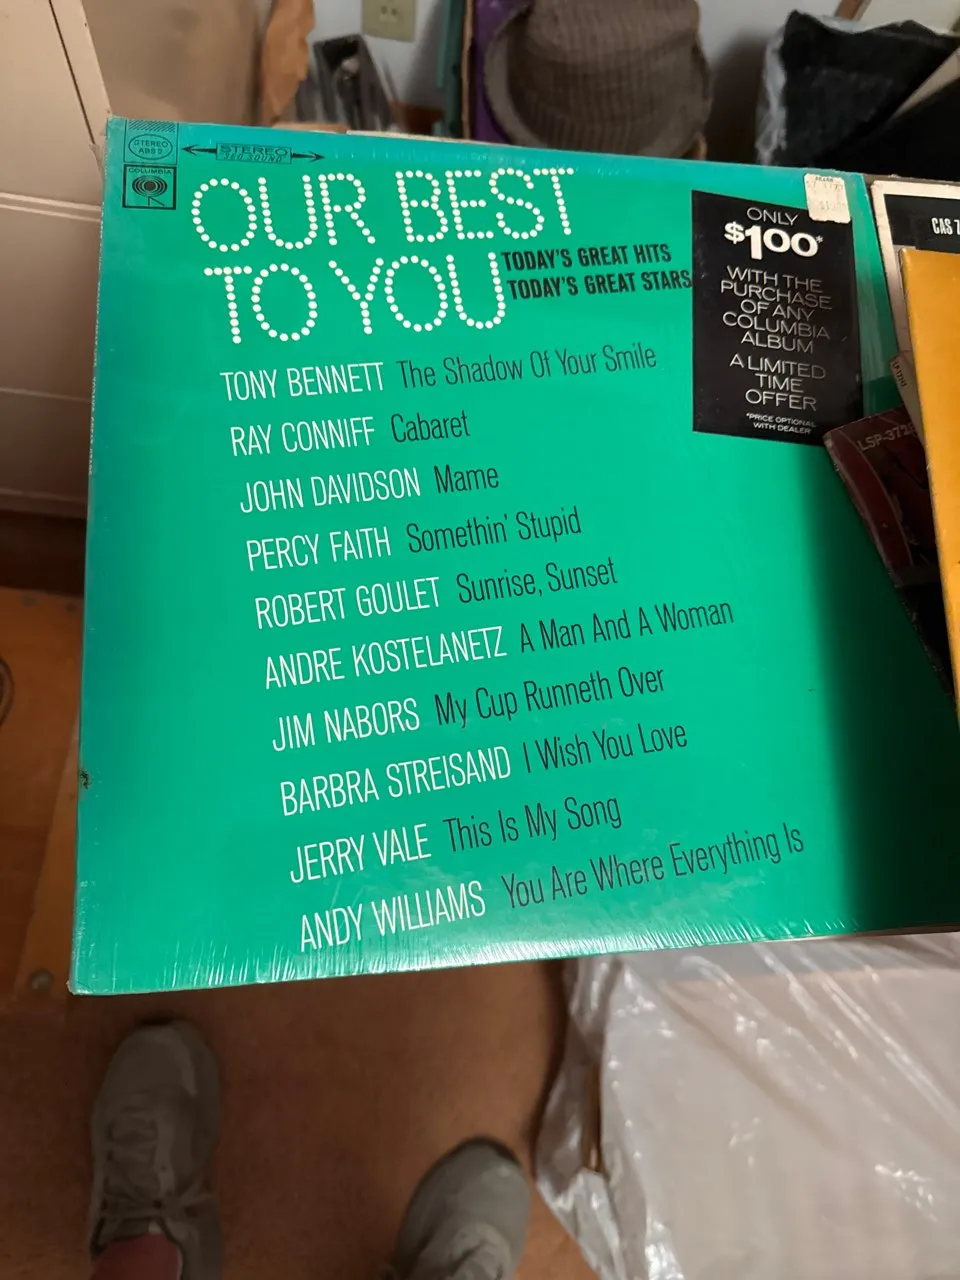 STEREO
STEREO
360 SOUND
COLUMBIA
OUR BEST
TO YOU
TODAY'S GREAT HITS
TODAY'S GREAT STARS
ONLY
$1.00*
WITH THE
PURCHASE
OF ANY
COLUMBIA
ALBUM
A LIMITED
TIME
OFFER
*PRICE OPTIONAL
WITH DEALER
TONY BENNETT The Shadow Of Your Smile
RAY CONNIFF Cabaret
JOHN DAVIDSON Mame
PERCY FAITH Somethin' Stupid
ROBERT GOULET Sunrise, Sunset
ANDRE KOSTELANETZ A Man And A Woman
JIM NABORS My Cup Runneth Over
BARBRA STREISAND I Wish You Love
JERRY VALE This Is My Song
ANDY WILLIAMS You Are Where Everything Is
CAS